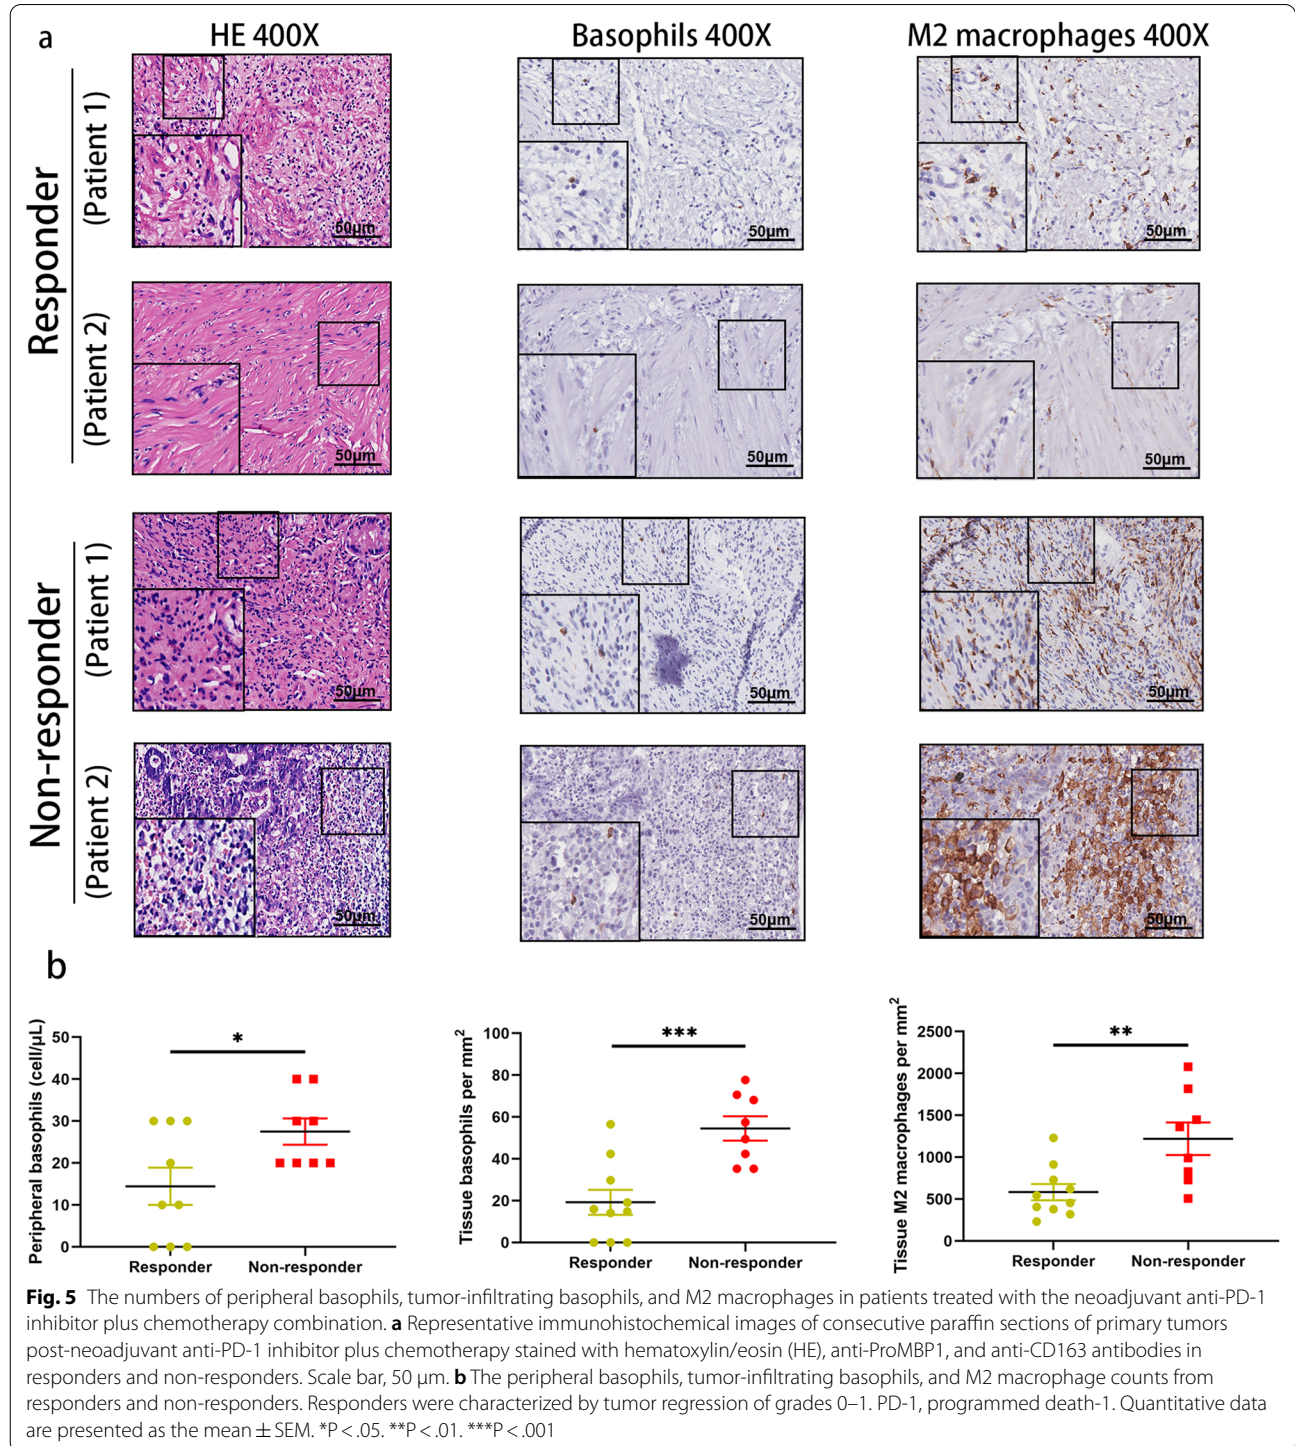 a
HE 400X
Basophils 400X
M2 macrophages 400X
Responder
(Patient 1)
50μm
50μm
50μm
(Patient 2)
50μm
50μm
50μm
Non-responder
(Patient 1)
50μm
50μm
50μm
(Patient 2)
50μm
50μm
50μm
b
Peripheral basophils (cell/μL)
50
40
30
20
10
0
*
Responder
Non-responder
Tissue basophils per mm²
100
80
60
40
20
0
***
Responder
Non-responder
Tissue M2 macrophages per mm²
2500
2000
1500
1000
500
0
**
Responder
Non-responder
Fig. 5 The numbers of peripheral basophils, tumor-infiltrating basophils, and M2 macrophages in patients treated with the neoadjuvant anti-PD-1
inhibitor plus chemotherapy combination. a Representative immunohistochemical images of consecutive paraffin sections of primary tumors
post-neoadjuvant anti-PD-1 inhibitor plus chemotherapy stained with hematoxylin/eosin (HE), anti-ProMBP1, and anti-CD163 antibodies in
responders and non-responders. Scale bar, 50 μm. b The peripheral basophils, tumor-infiltrating basophils, and M2 macrophage counts from
responders and non-responders. Responders were characterized by tumor regression of grades 0–1. PD-1, programmed death-1. Quantitative data
are presented as the mean ± SEM. *P < .05. **P < .01. ***P < .001